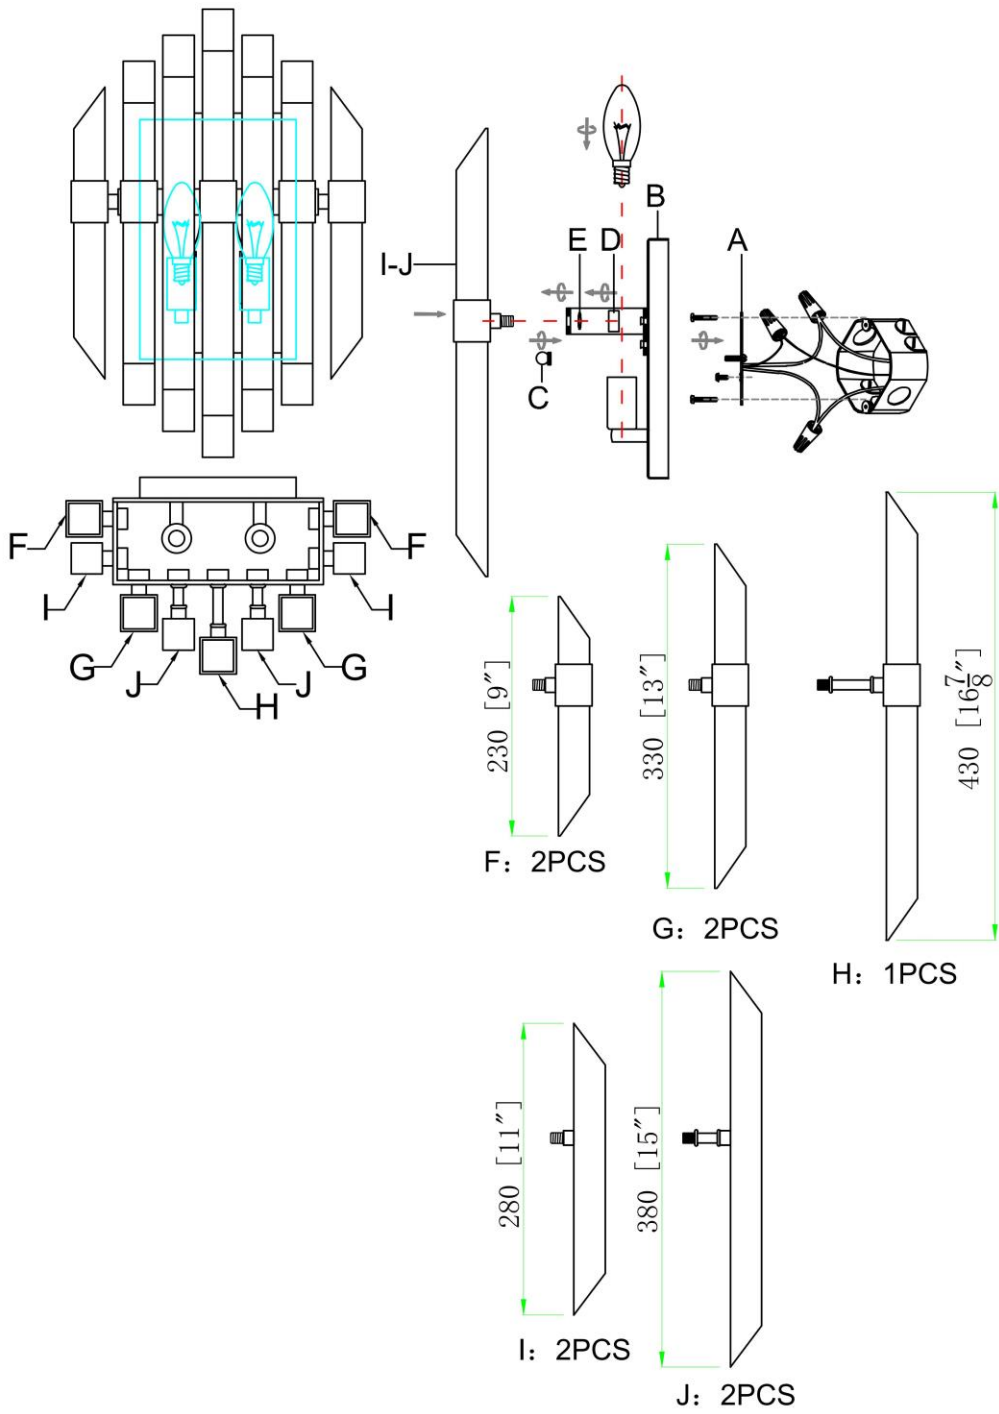 B
A
E D
I-J
C
F F
I I
G G
J J
H
230 [9″]
330 [13″]
430 [16 7/8″]
F: 2PCS
G: 2PCS
H: 1PCS
280 [11″]
380 [15″]
I: 2PCS
J: 2PCS